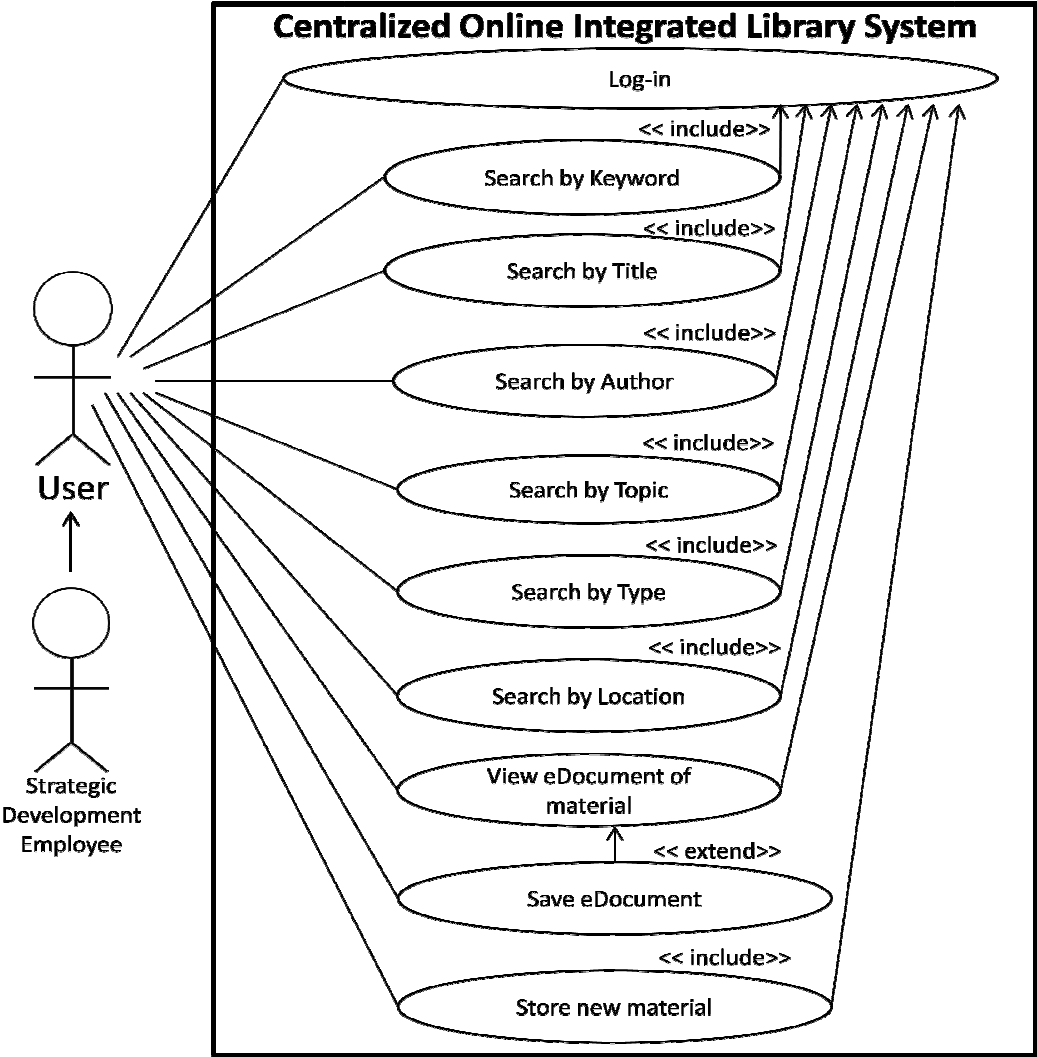 Centralized Online Integrated Library System
Log-in
<< include>>
Search by Keyword
<< include>>
Search by Title
<< include>>
Search by Author
<< include>>
Search by Topic
<< include>>
Search by Type
<< include>>
Search by Location
View eDocument of
material
<< extend>>
Save eDocument
<< include>>
Store new material
User
Strategic
Development
Employee